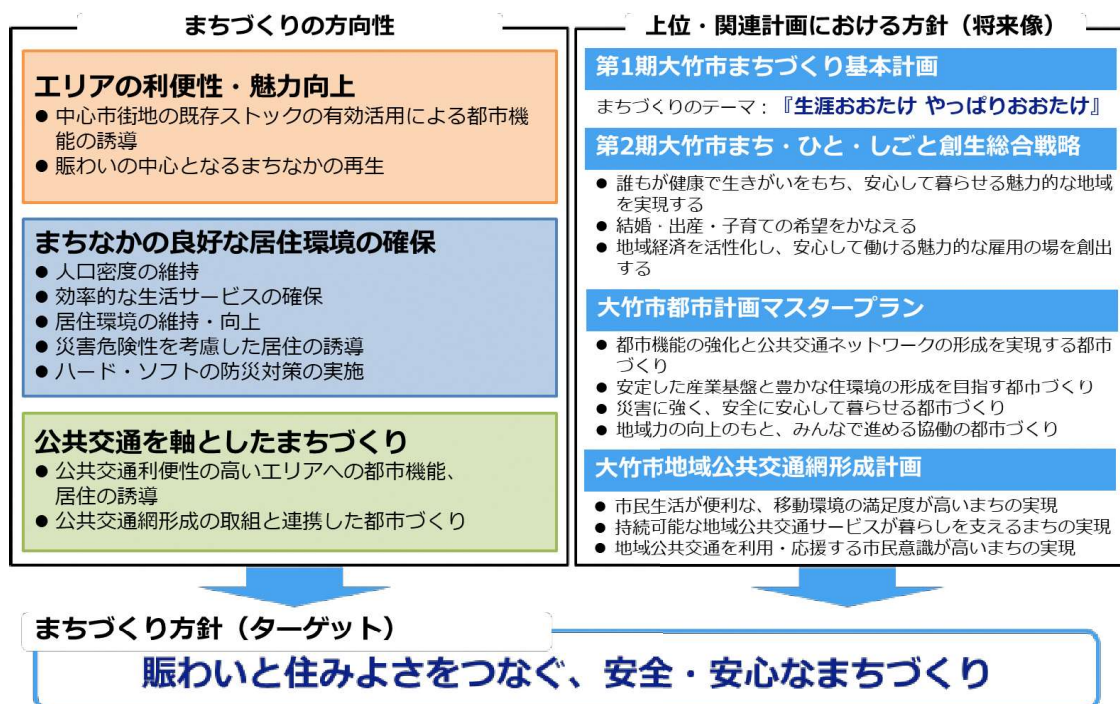 まちづくりの方向性
エリアの利便性・魅力向上
● 中心市街地の既存ストックの有効活用による都市機
能の誘導
● 賑わいの中心となるまちなかの再生
まちなかの良好な居住環境の確保
● 人口密度の維持
● 効率的な生活サービスの確保
● 居住環境の維持・向上
● 災害危険性を考慮した居住の誘導
● ハード・ソフトの防災対策の実施
公共交通を軸としたまちづくり
● 公共交通利便性の高いエリアへの都市機能、
居住の誘導
● 公共交通網形成の取組と連携した都市づくり
上位・関連計画における方針（将来像）
第1期大竹市まちづくり基本計画
まちづくりのテーマ：『生涯おおたけ やっぱりおおたけ』
第2期大竹市まち・ひと・しごと創生総合戦略
● 誰もが健康で生きがいをもち、安心して暮らせる魅力的な地域
を実現する
● 結婚・出産・子育ての希望をかなえる
● 地域経済を活性化し、安心して働ける魅力的な雇用の場を創出
する
大竹市都市計画マスタープラン
● 都市機能の強化と公共交通ネットワークの形成を実現する都市
づくり
● 安定した産業基盤と豊かな住環境の形成を目指す都市づくり
● 災害に強く、安全に安心して暮らせる都市づくり
● 地域力の向上のもと、みんなで進める協働の都市づくり
大竹市地域公共交通網形成計画
● 市民生活が便利な、移動環境の満足度が高いまちの実現
● 持続可能な地域公共交通サービスが暮らしを支えるまちの実現
● 地域公共交通を利用・応援する市民意識が高いまちの実現
まちづくり方針（ターゲット）
賑わいと住みよさをつなぐ、安全・安心なまちづくり